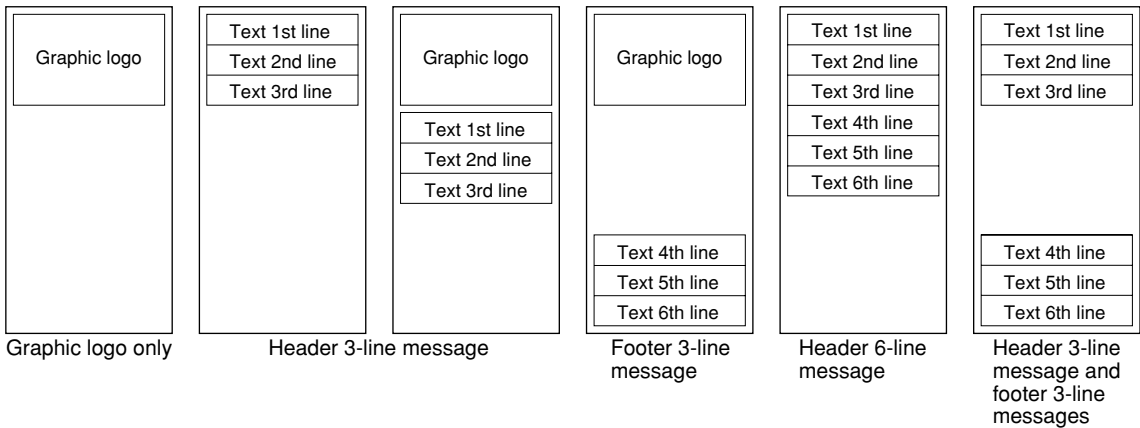 Graphic logo
Graphic logo only
Text 1st line
Text 2nd line
Text 3rd line
Graphic logo
Text 1st line
Text 2nd line
Text 3rd line
Header 3-line message
Graphic logo
Text 4th line
Text 5th line
Text 6th line
Footer 3-line
message
Text 1st line
Text 2nd line
Text 3rd line
Text 4th line
Text 5th line
Text 6th line
Header 6-line
message
Text 1st line
Text 2nd line
Text 3rd line
Text 4th line
Text 5th line
Text 6th line
Header 3-line
message and
footer 3-line
messages